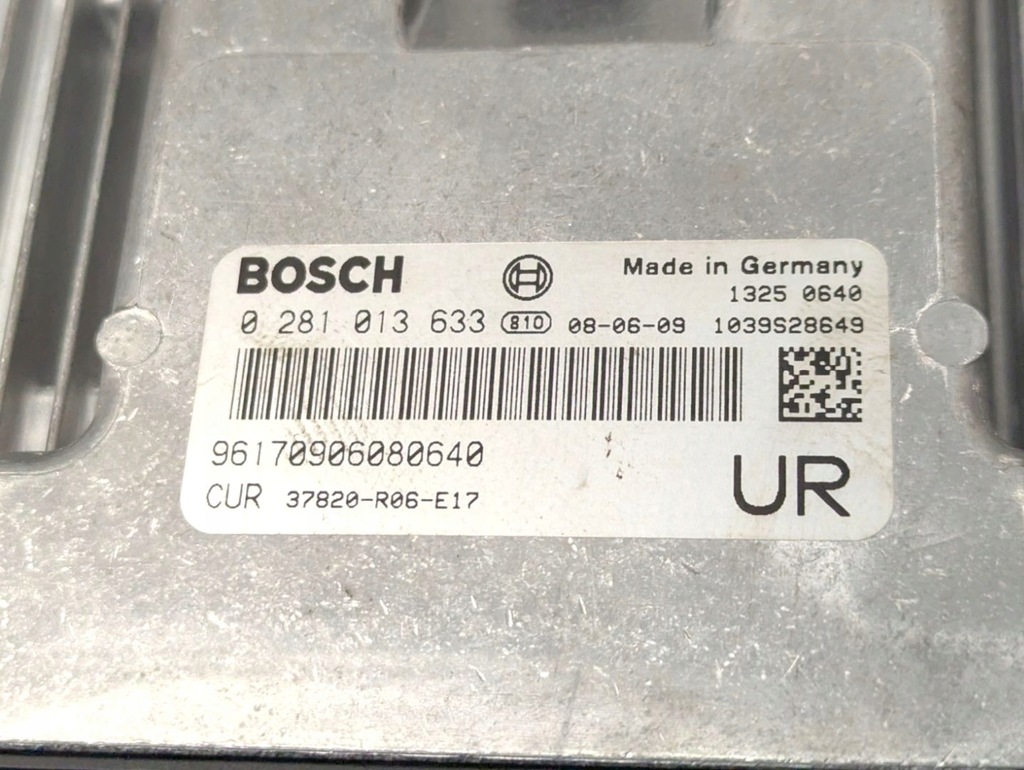 BOSCH Made in Germany
1325 0640
0 281 013 633 810 08-06-09 1039S28649
96170906080640
CUR 37820-R06-E17 UR